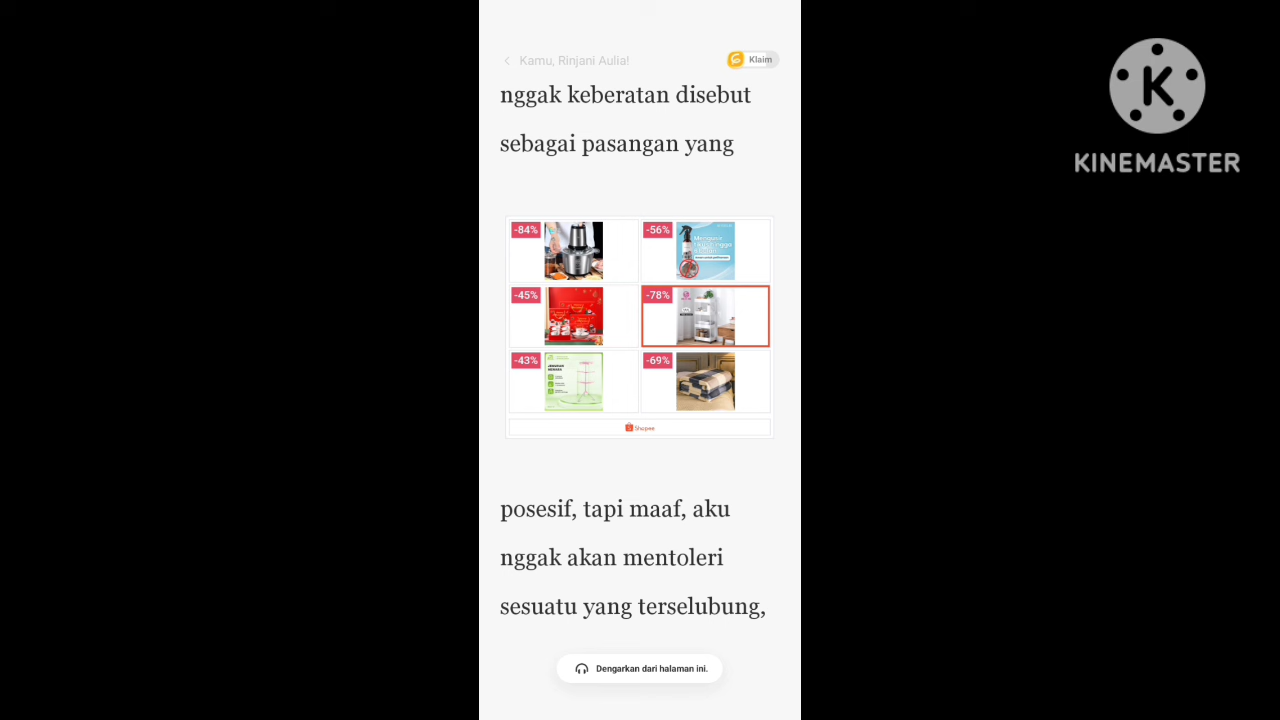 Kamu, Rinjani Aulia!
Klaim
KINEMASTER
nggak keberatan disebut
sebagai pasangan yang
-84%
-56%
-45%
-78%
-43%
-69%
Shopee
posesif, tapi maaf, aku
nggak akan mentoleri
sesuatu yang terselubung,
Dengarkan dari halaman ini.